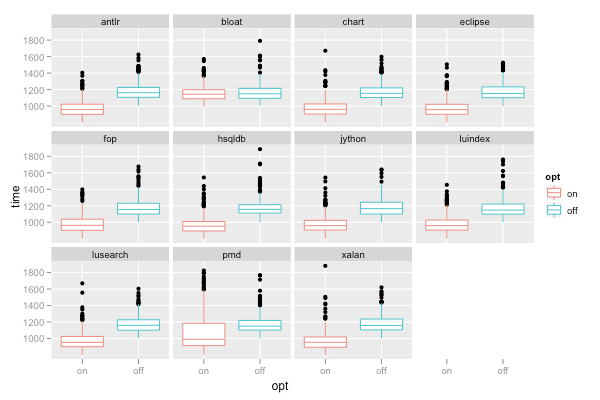 antlr bloat chart eclipse
1800
1600
1400
1200
1000
fop hsqldb jython luindex
1800
1600
1400
1200
1000
time
opt
on
off
lusearch pmd xalan
1800
1600
1400
1200
1000
on off on off on off on off
opt